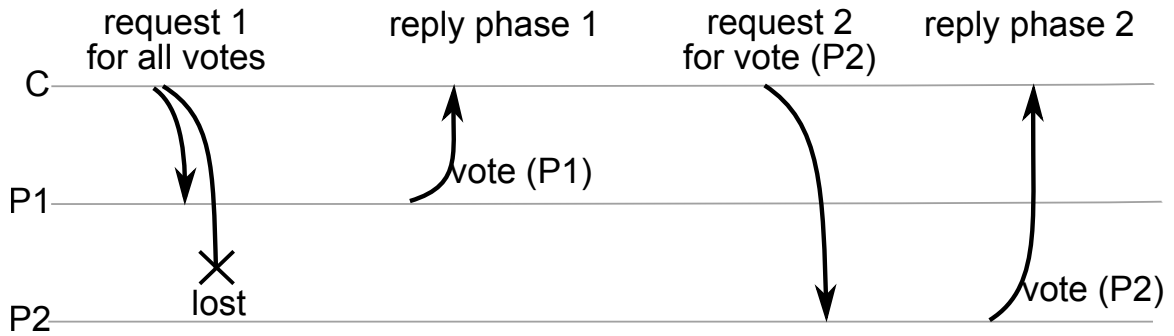 request 1
for all votes
reply phase 1
request 2
for vote (P2)
reply phase 2
C
vote (P1)
P1
lost
vote (P2)
P2